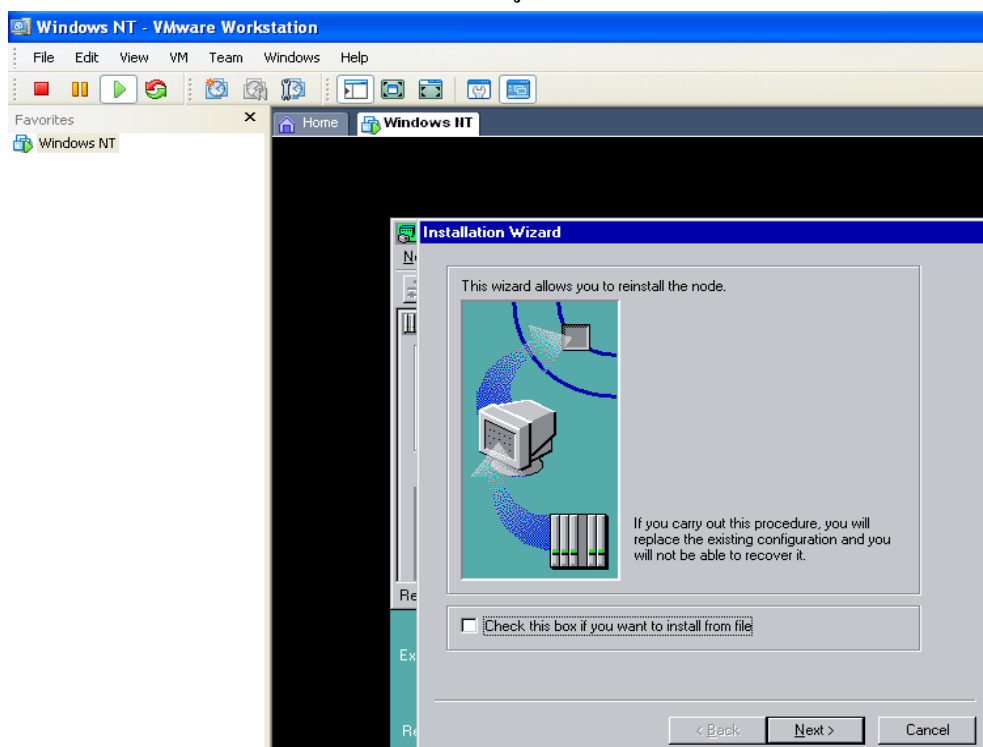 Windows NT - VMware Workstation
File Edit View VM Team Windows Help
Favorites
Home Windows NT
Windows NT
Installation Wizard
This wizard allows you to reinstall the node.
If you carry out this procedure, you will
replace the existing configuration and you
will not be able to recover it.
Re
Check this box if you want to install from file
Ex
Re
< Back Next > Cancel